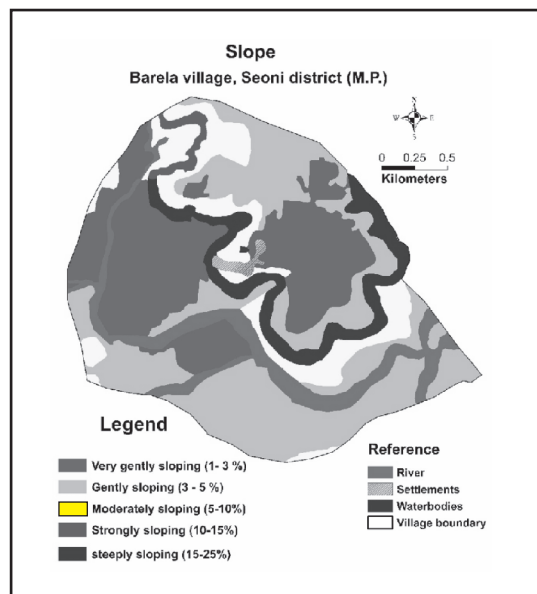 Slope
Barela village, Seoni district (M.P.)
N
W E
S
0 0.25 0.5
Kilometers
Legend
Very gently sloping (1- 3 %)
Gently sloping (3 - 5 %)
Moderately sloping (5-10%)
Strongly sloping (10-15%)
steeply sloping (15-25%)
Reference
River
Settlements
Waterbodies
Village boundary